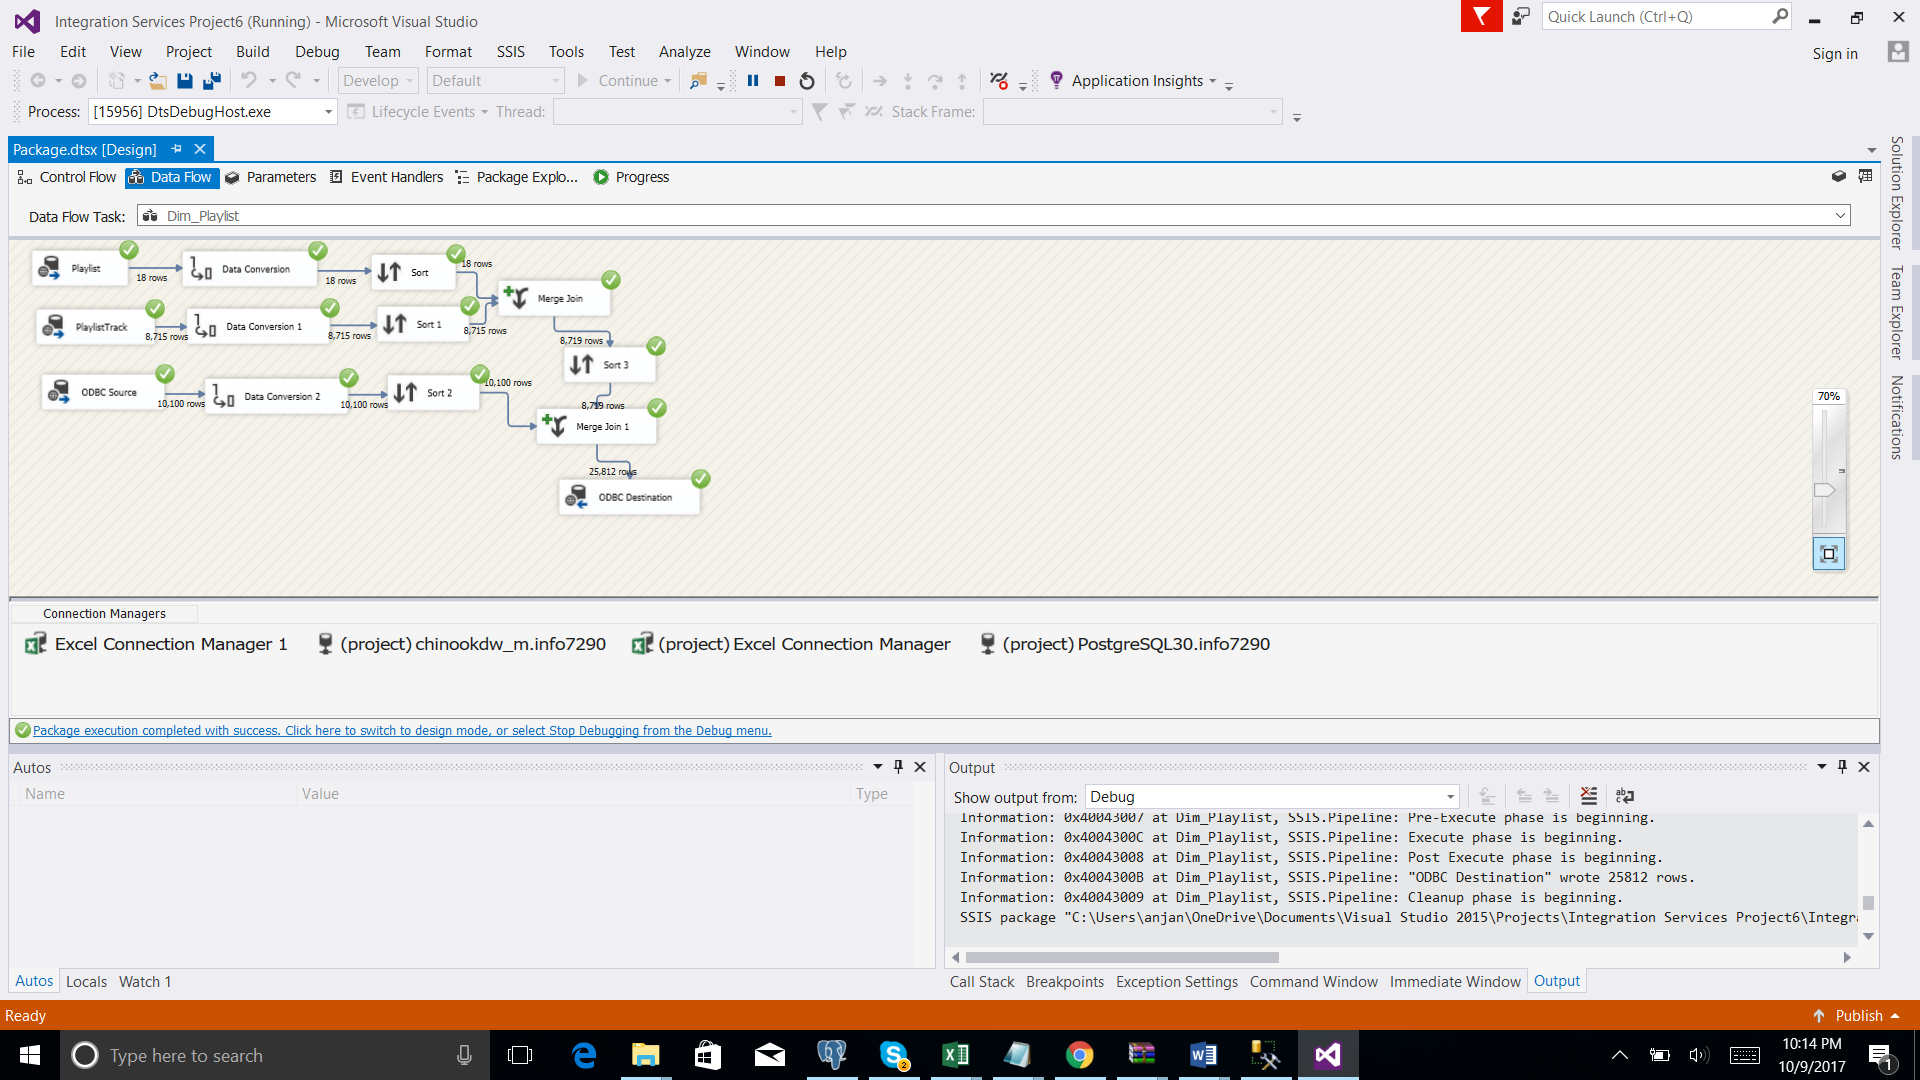 Integration Services Project6 (Running) - Microsoft Visual Studio
Quick Launch (Ctrl+Q)
File Edit View Project Build Debug Team Format SSIS Tools Test Analyze Window Help
Sign in
Develop Default Continue Application Insights
Process: [15956] DtsDebugHost.exe Lifecycle Events Thread: Stack Frame:
Package.dtsx [Design]
Control Flow Data Flow Parameters Event Handlers Package Explo... Progress
Data Flow Task: Dim_Playlist
Playlist
18 rows
Data Conversion
18 rows
Sort
18 rows
Merge Join
PlaylistTrack
8,715 rows
Data Conversion 1
8,715 rows
Sort 1
8,715 rows
8,719 rows
Sort 3
ODBC Source
10,100 rows
Data Conversion 2
10,100 rows
Sort 2
10,100 rows
8,719 rows
Merge Join 1
25,812 rows
ODBC Destination
70%
Solution Explorer
Team Explorer
Notifications
Connection Managers
Excel Connection Manager 1 (project) chinookdw_m.info7290 (project) Excel Connection Manager (project) PostgreSQL30.info7290
Package execution completed with success. Click here to switch to design mode, or select Stop Debugging from the Debug menu.
Autos
Name Value Type
Autos Locals Watch 1
Output
Show output from: Debug
Information: 0x40043007 at Dim_Playlist, SSIS.Pipeline: Pre-Execute phase is beginning.
Information: 0x4004300C at Dim_Playlist, SSIS.Pipeline: Execute phase is beginning.
Information: 0x40043008 at Dim_Playlist, SSIS.Pipeline: Post Execute phase is beginning.
Information: 0x4004300B at Dim_Playlist, SSIS.Pipeline: "ODBC Destination" wrote 25812 rows.
Information: 0x40043009 at Dim_Playlist, SSIS.Pipeline: Cleanup phase is beginning.
SSIS package "C:\Users\anjan\OneDrive\Documents\Visual Studio 2015\Projects\Integration Services Project6\Integra
Call Stack Breakpoints Exception Settings Command Window Immediate Window Output
Ready
Publish
Type here to search
2
10:14 PM
10/9/2017
1